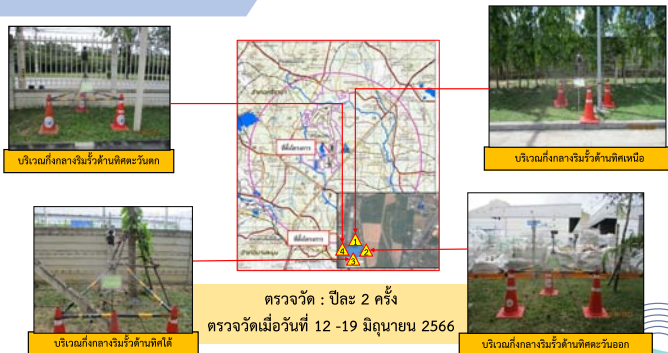 บริเวณกึ่งกลางริมรั้วด้านทิศตะวันตก
บริเวณกึ่งกลางริมรั้วด้านทิศเหนือ
ที่ตั้งโครงการ
ที่ตั้งโครงการ
1
4
2
3
บริเวณกึ่งกลางริมรั้วด้านทิศใต้
บริเวณกึ่งกลางริมรั้วด้านทิศตะวันออก
ตรวจวัด : ปีละ 2 ครั้ง
ตรวจวัดเมื่อวันที่ 12 -19 มิถุนายน 2566